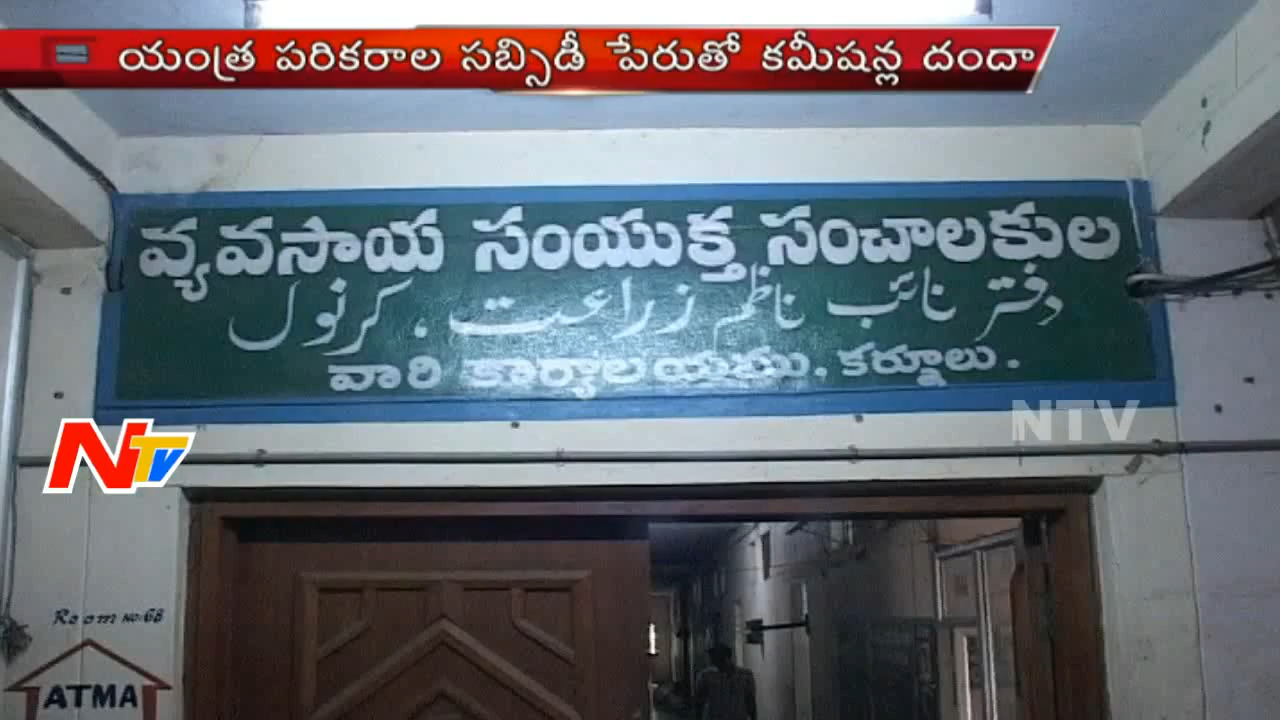 యంత్ర పరికరాల సబ్సిడీ పేరుతో కమీషన్ల దందా
వ్యవసాయ సంయుక్త సంచాలకుల
دفتر نائب ناظم زراعت ، کرنول
వారి కార్యాలయము. కర్నూలు.
NTV
NTV
Room No: 68
ATMA